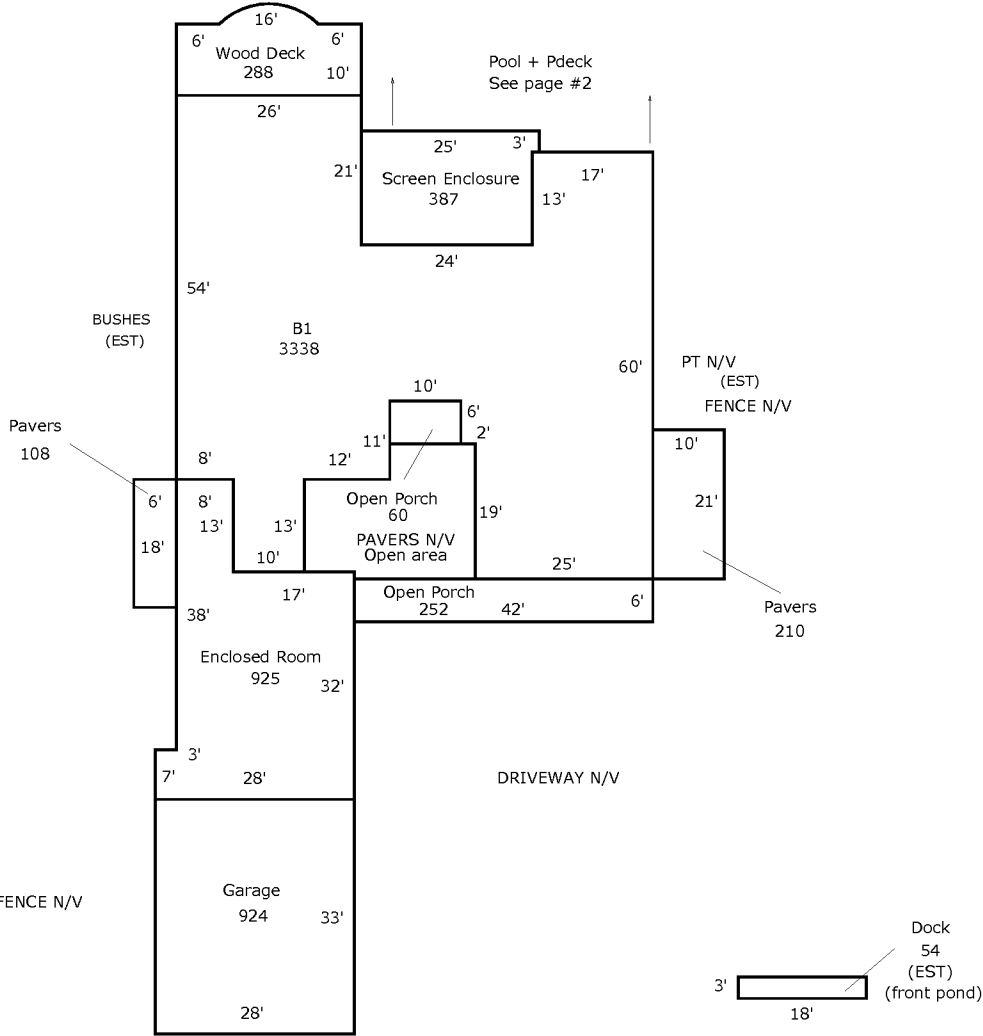 16'
6'
6'
Wood Deck
288
10'
26'
Pool + Pdeck
See page #2
25'
3'
21'
Screen Enclosure
387
17'
13'
24'
54'
BUSHES
(EST)
B1
3338
60'
PT N/V
(EST)
FENCE N/V
10'
6'
2'
11'
12'
10'
Pavers
108
8'
6'
8'
13'
13'
18'
Open Porch
60
PAVERS N/V
Open area
19'
21'
10'
17'
25'
Open Porch
252
42'
6'
Pavers
210
38'
Enclosed Room
925
32'
3'
7'
28'
DRIVEWAY N/V
Garage
924
33'
FENCE N/V
28'
Dock
54
(EST)
(front pond)
3'
18'